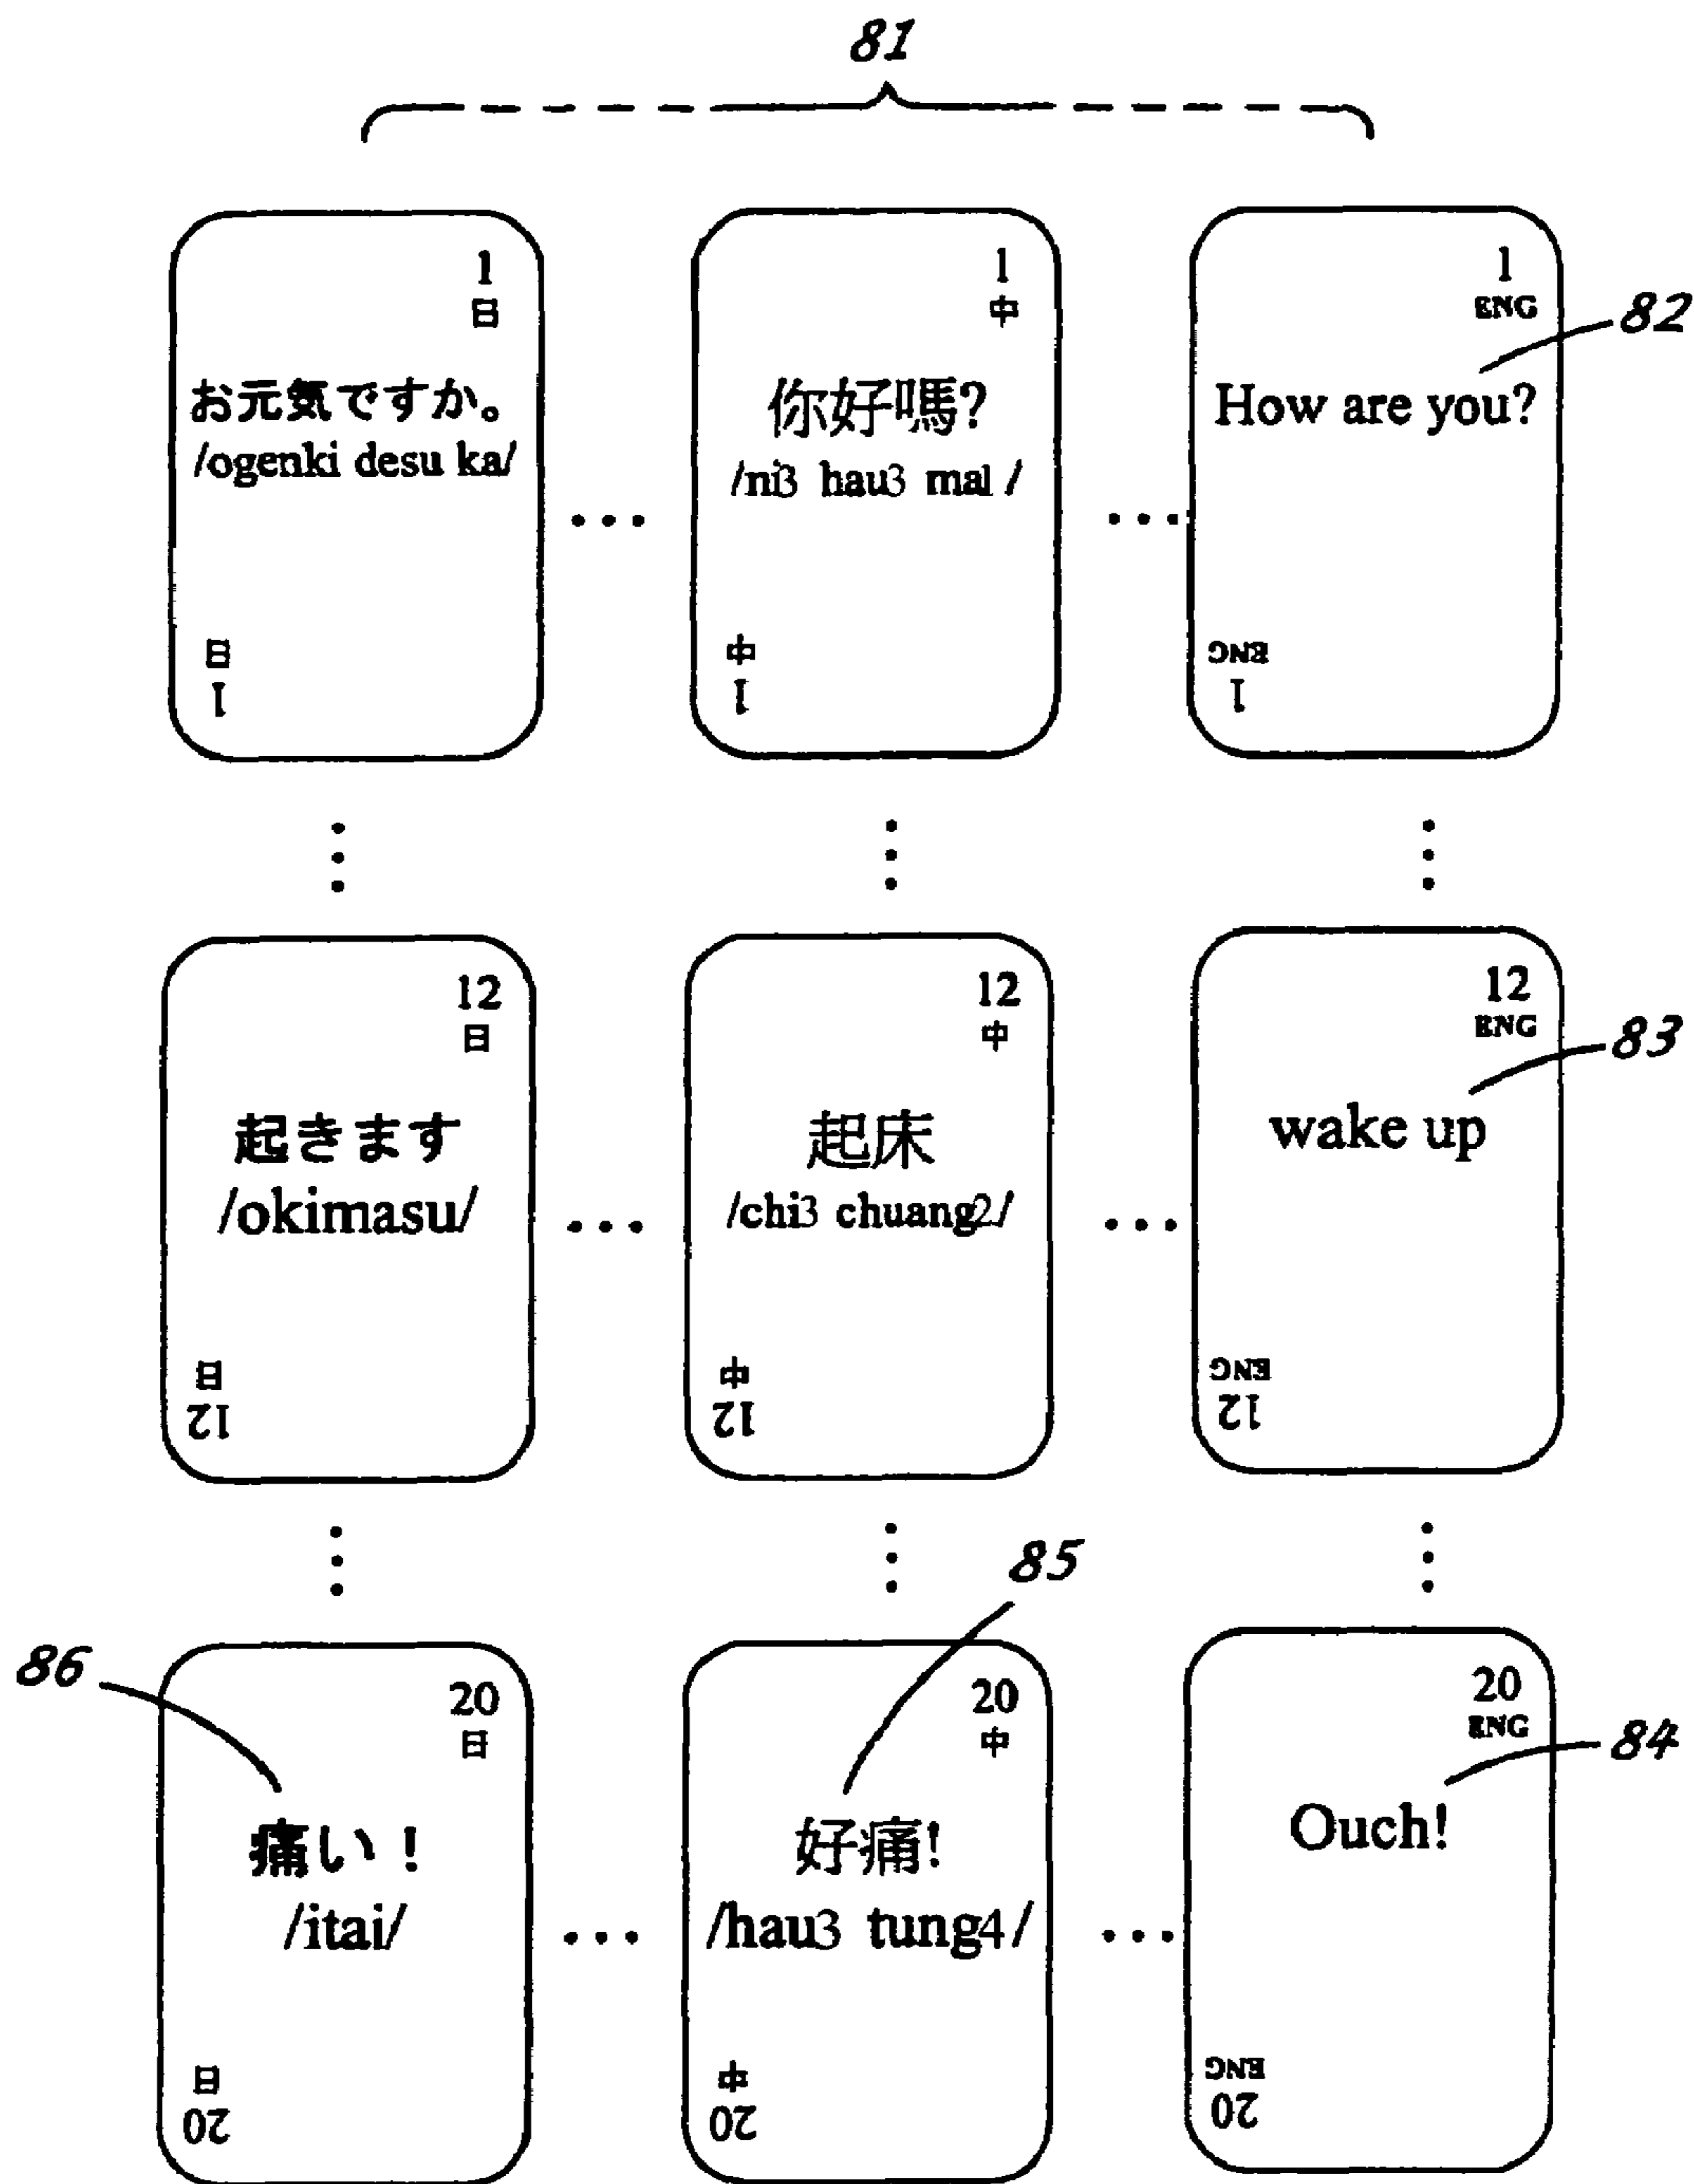 81
1
日
お元気ですか。
/ogenki desu ka/
日
1
1
中
你好嗎?
/ni3 hau3 ma1 /
中
1
1
ENG
82
How are you?
ENG
1
12
日
起きます
/okimasu/
日
12
12
中
起床
/chi3 chuang2/
中
12
12
ENG
83
wake up
ENG
12
86
20
日
痛い!
/itai/
日
20
85
20
中
好痛!
/hau3 tung4/
中
20
20
ENG
84
Ouch!
ENG
20